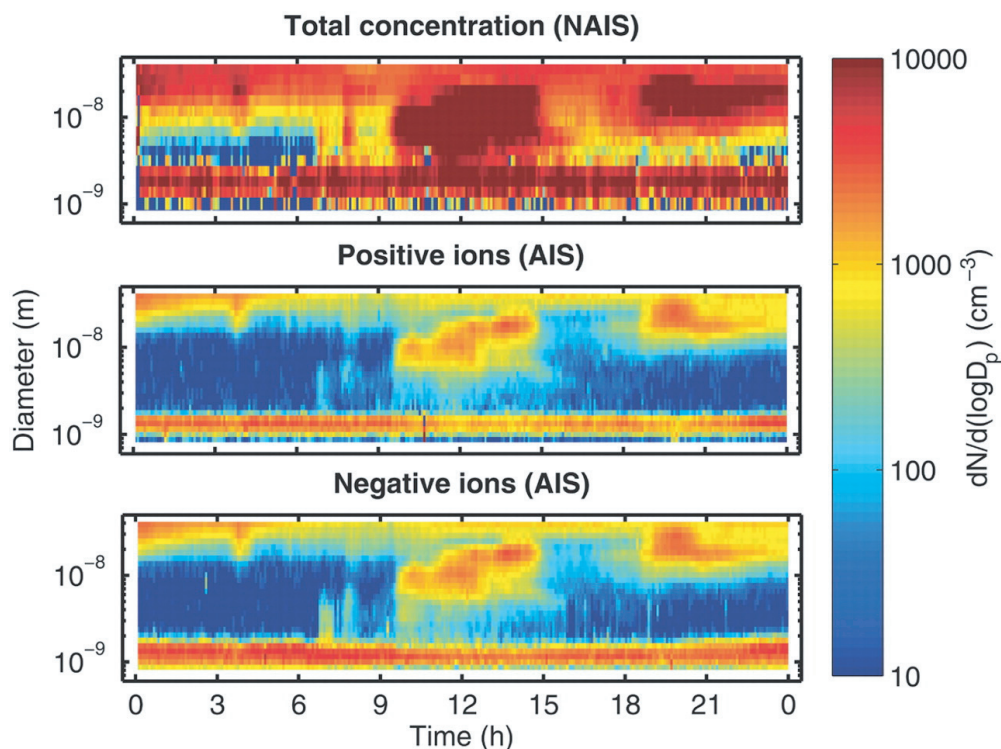 Total concentration (NAIS)
10⁻⁸
10⁻⁹
Positive ions (AIS)
10⁻⁸
10⁻⁹
Negative ions (AIS)
10⁻⁸
10⁻⁹
0 3 6 9 12 15 18 21 0
Time (h)
Diameter (m)
10000
1000
100
10
dN/d(logDₚ) (cm⁻³)